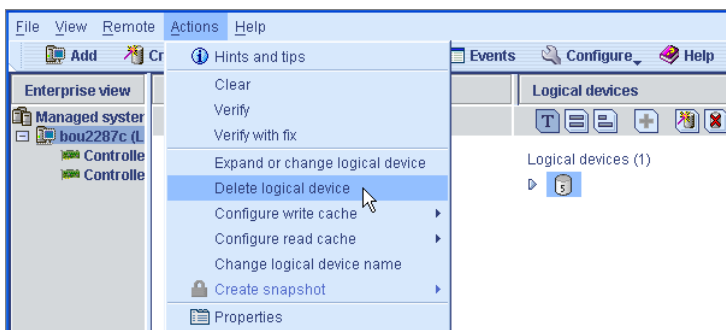 File View Remote Actions Help
Add Cr Events Configure Help
Enterprise view
Managed syster
bou2287c (L
Controlle
Controlle
Hints and tips
Clear
Verify
Verify with fix
Expand or change logical device
Delete logical device
Configure write cache
Configure read cache
Change logical device name
Create snapshot
Properties
Logical devices
T
Logical devices (1)
5